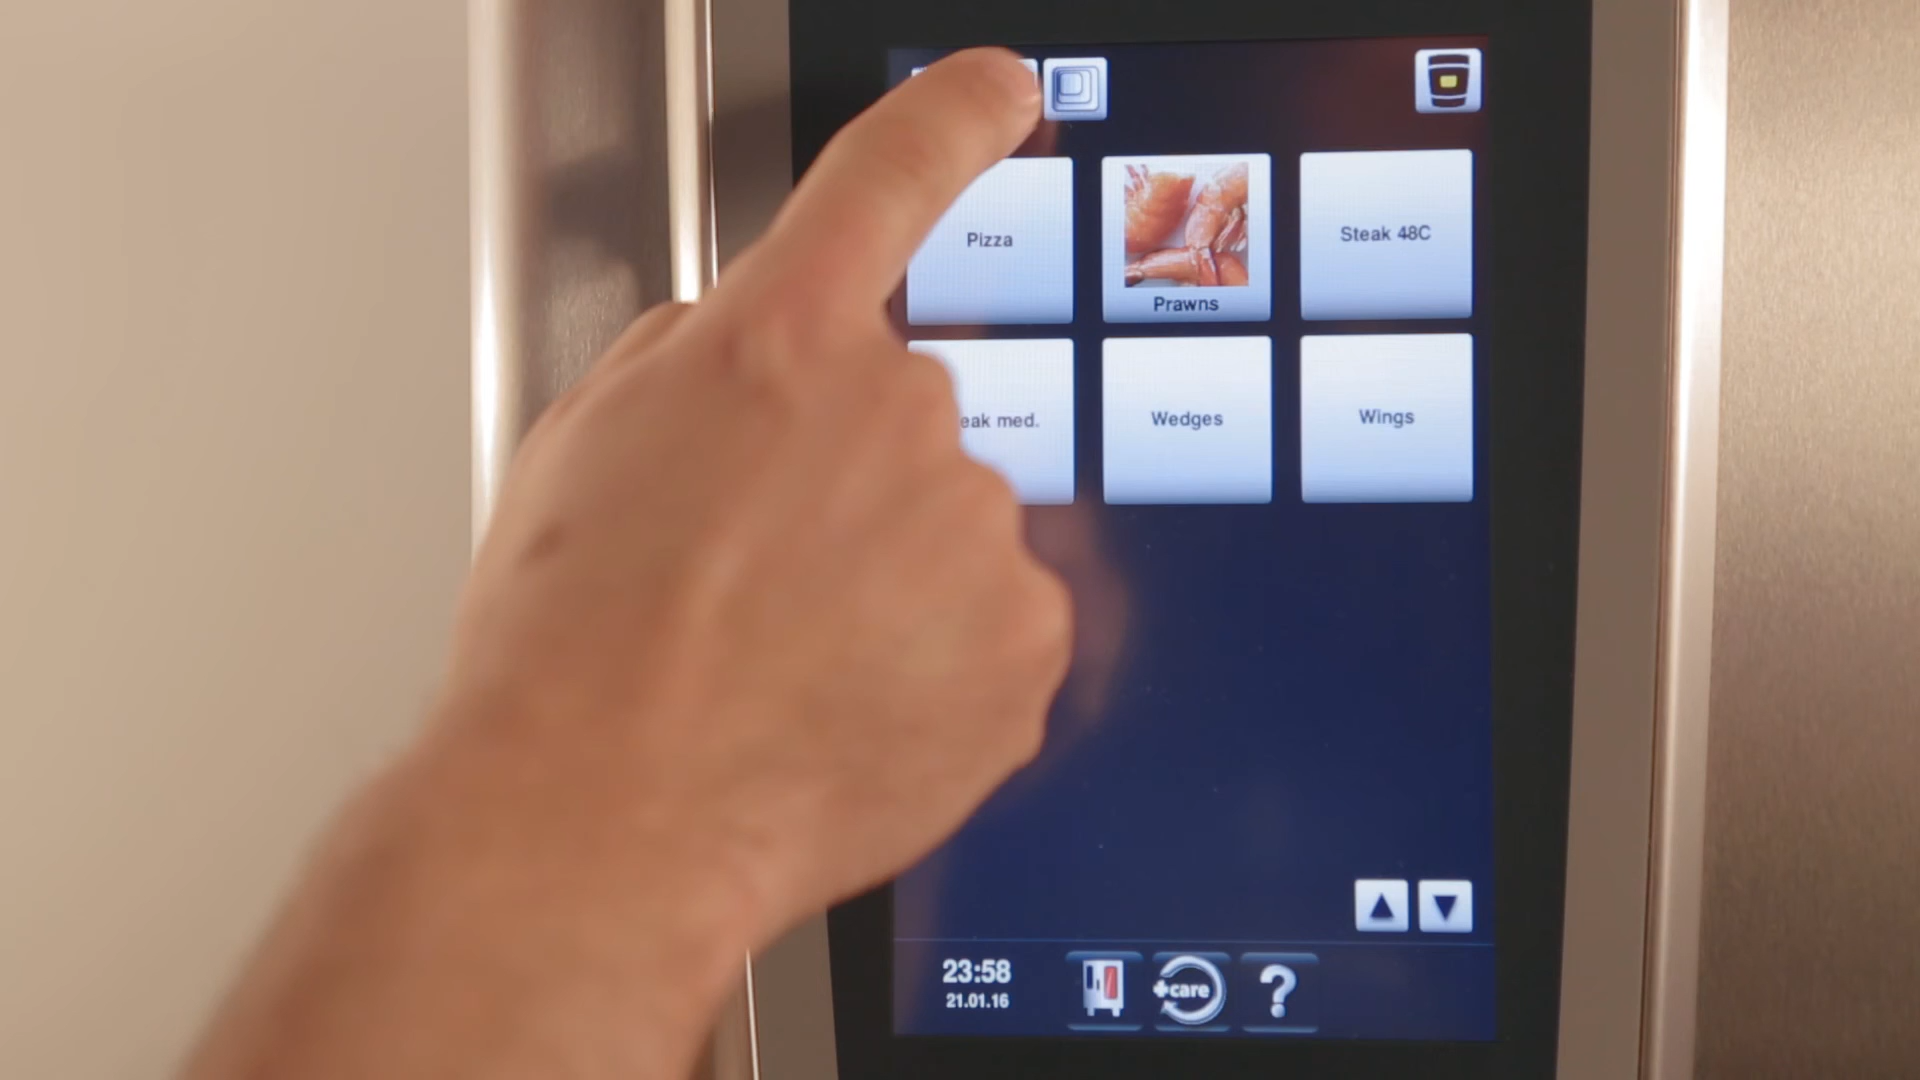 Pizza
Prawns
Steak 48C
eak med.
Wedges
Wings
23:58
21.01.16
+care
?